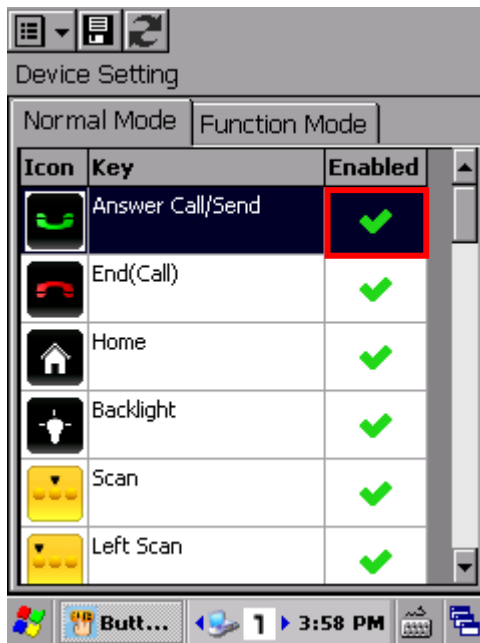 Device Setting
Normal Mode Function Mode
Icon Key Enabled
Answer Call/Send
End(Call)
Home
Backlight
Scan
Left Scan
Butt... 1 3:58 PM